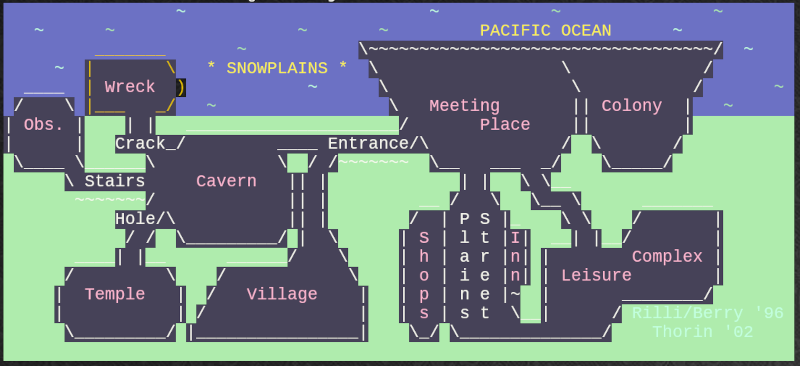 PACIFIC OCEAN
* SNOWPLAINS *
Wreck
Meeting
Place
Colony
Obs.
Crack
Entrance
Stairs
Cavern
Hole
Shops
Plains
Street
Inn
Complex
Leisure
Temple
Village
Rilli/Berry '96
Thorin '02